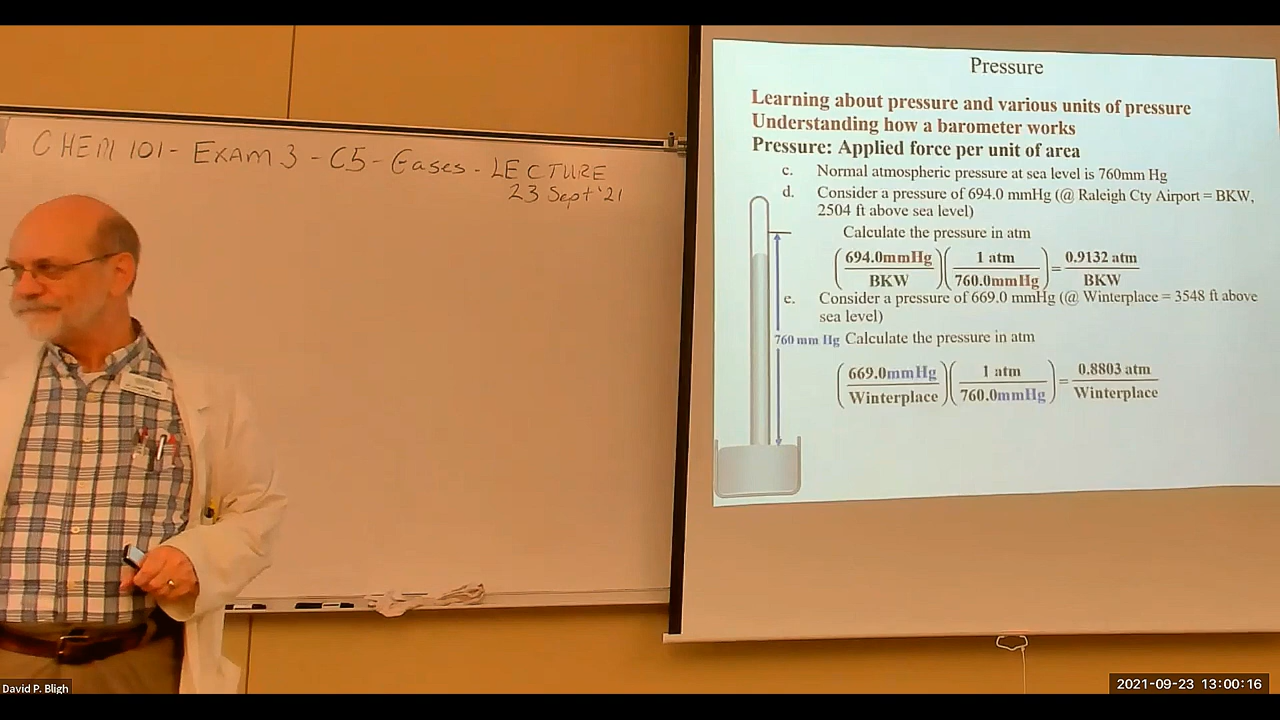 CHEM 101 - EXAM 3 - C5 - Gases - LECTURE
23 Sept '21
Pressure
Learning about pressure and various units of pressure
Understanding how a barometer works
Pressure: Applied force per unit of area
c. Normal atmospheric pressure at sea level is 760mm Hg
d. Consider a pressure of 694.0 mmHg (@ Raleigh Cty Airport = BKW,
2504 ft above sea level)
Calculate the pressure in atm
(694.0mmHg/BKW)(1 atm/760.0mmHg)=0.9132 atm/BKW
e. Consider a pressure of 669.0 mmHg (@ Winterplace = 3548 ft above
sea level)
760 mm Hg Calculate the pressure in atm
(669.0mmHg/Winterplace)(1 atm/760.0mmHg)=0.8803 atm/Winterplace
David P. Bligh
2021-09-23 13:00:16